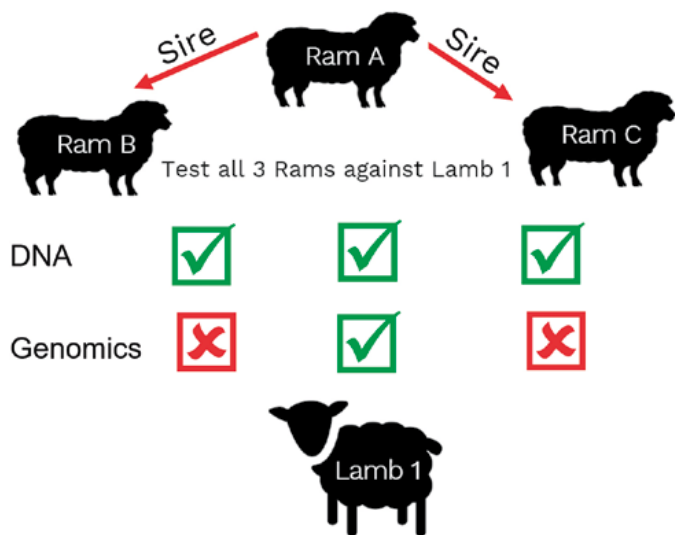 Sire
Ram A
Sire
Ram B
Ram C
Test all 3 Rams against Lamb 1
DNA
Genomics
Lamb 1